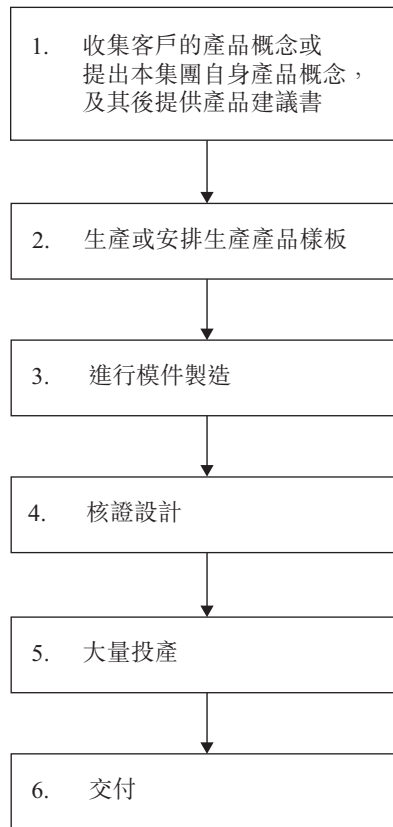 1. 收集客戶的產品概念或
提出本集團自身產品概念，
及其後提供產品建議書
2. 生產或安排生產產品樣板
3. 進行模件製造
4. 核證設計
5. 大量投產
6. 交付